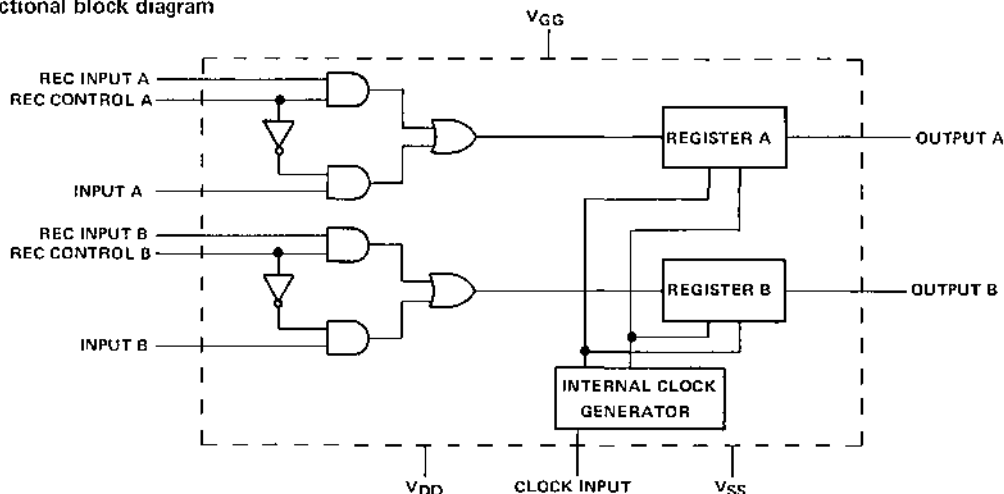 ctional block diagram
VGG
REC INPUT A
REC CONTROL A
INPUT A
REC INPUT B
REC CONTROL B
INPUT B
REGISTER A
OUTPUT A
REGISTER B
OUTPUT B
INTERNAL CLOCK
GENERATOR
VDD
CLOCK INPUT
VSS